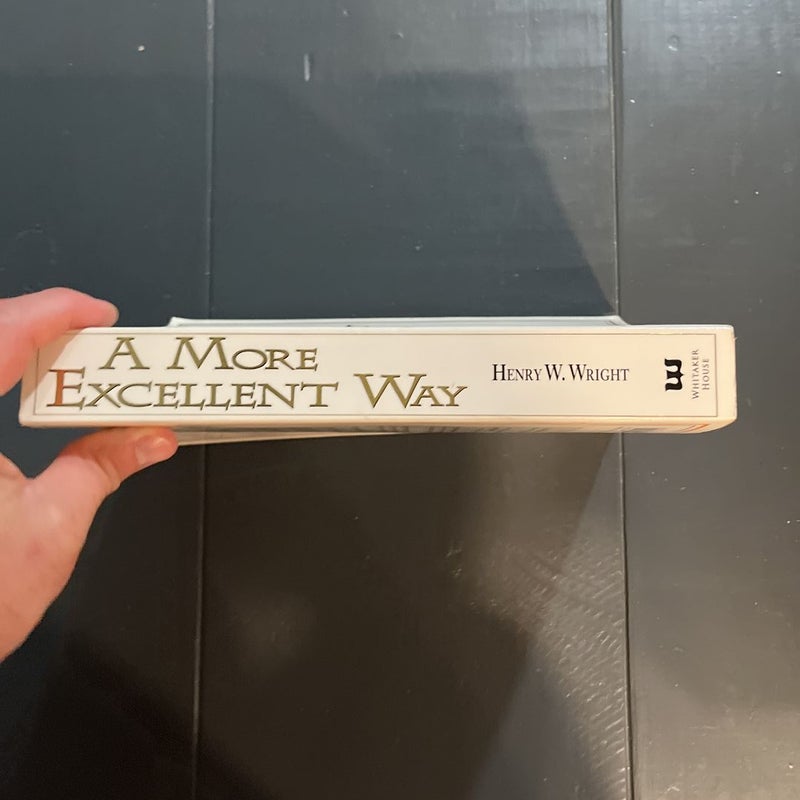 A More
Excellent Way
Henry W. Wright
WHITAKER
HOUSE